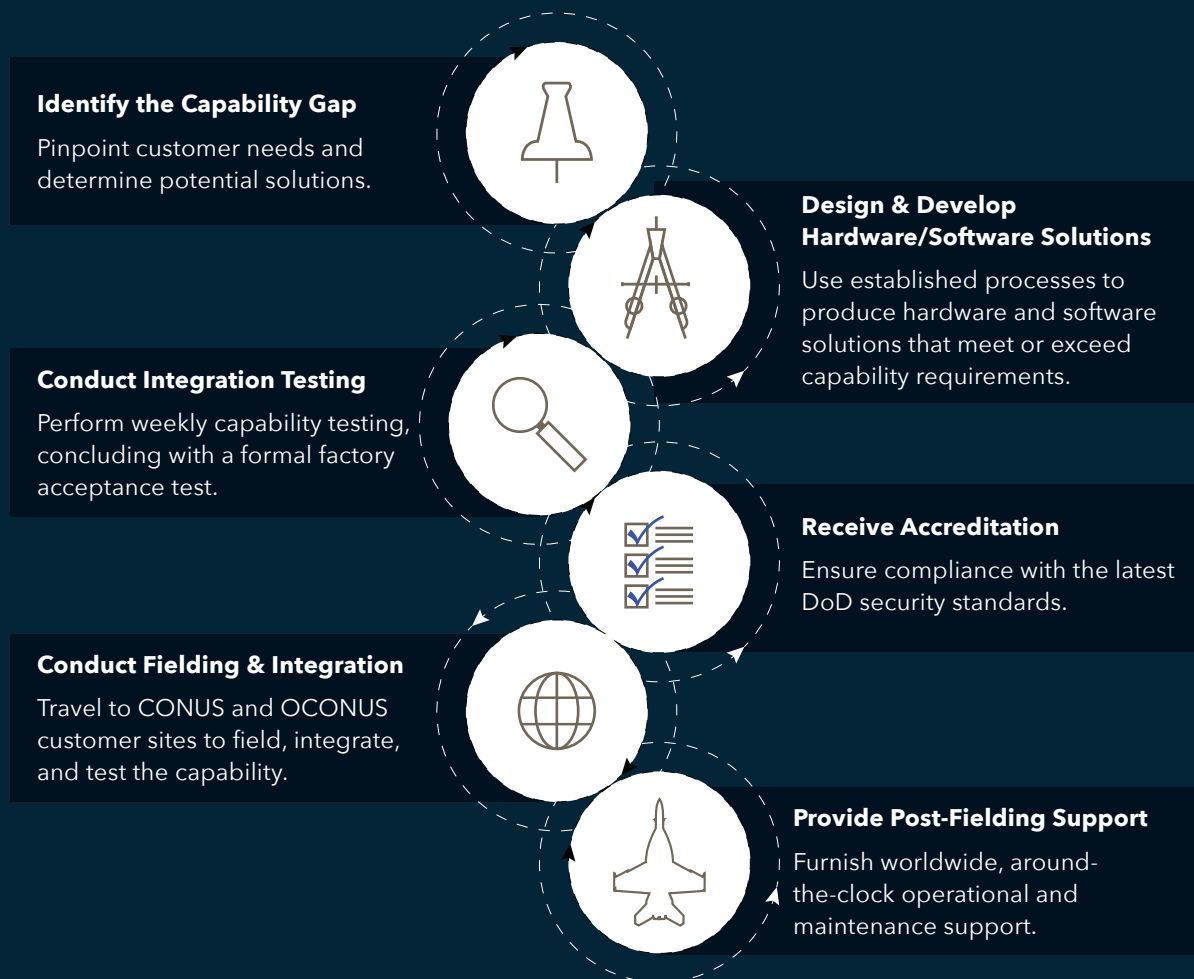 Identify the Capability Gap
Pinpoint customer needs and
determine potential solutions.
Design & Develop
Hardware/Software Solutions
Use established processes to
produce hardware and software
solutions that meet or exceed
capability requirements.
Conduct Integration Testing
Perform weekly capability testing,
concluding with a formal factory
acceptance test.
Receive Accreditation
Ensure compliance with the latest
DoD security standards.
Conduct Fielding & Integration
Travel to CONUS and OCONUS
customer sites to field, integrate,
and test the capability.
Provide Post-Fielding Support
Furnish worldwide, around-
the-clock operational and
maintenance support.